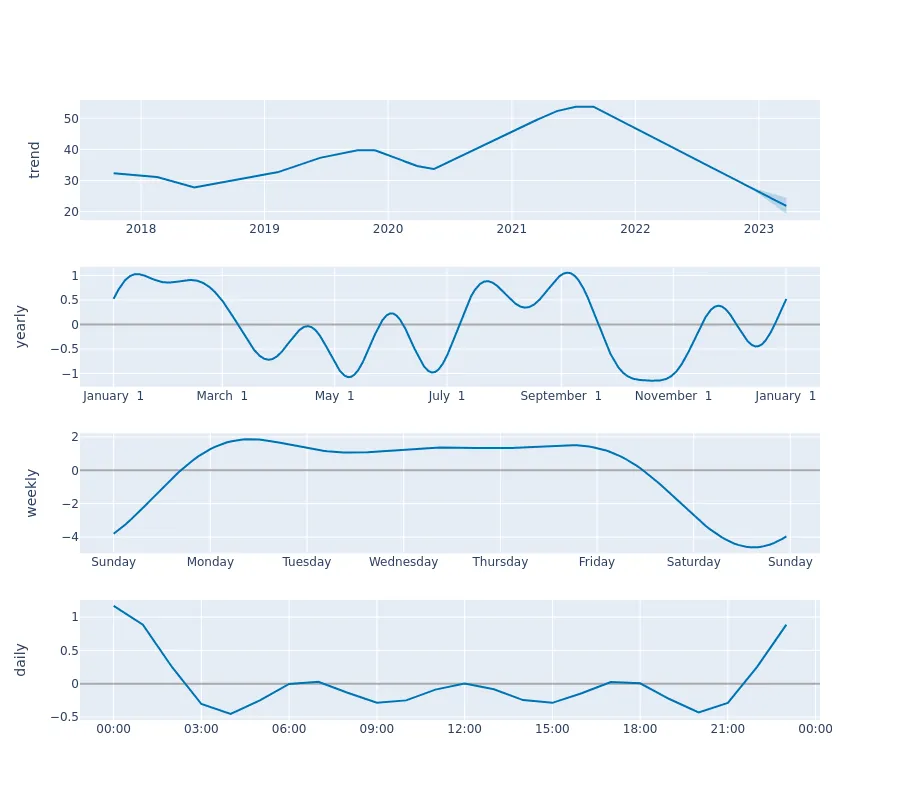 trend
50
40
30
20
2018 2019 2020 2021 2022 2023
yearly
1
0.5
0
−0.5
−1
January 1 March 1 May 1 July 1 September 1 November 1 January 1
weekly
2
0
−2
−4
Sunday Monday Tuesday Wednesday Thursday Friday Saturday Sunday
daily
1
0.5
0
−0.5
00:00 03:00 06:00 09:00 12:00 15:00 18:00 21:00 00:00